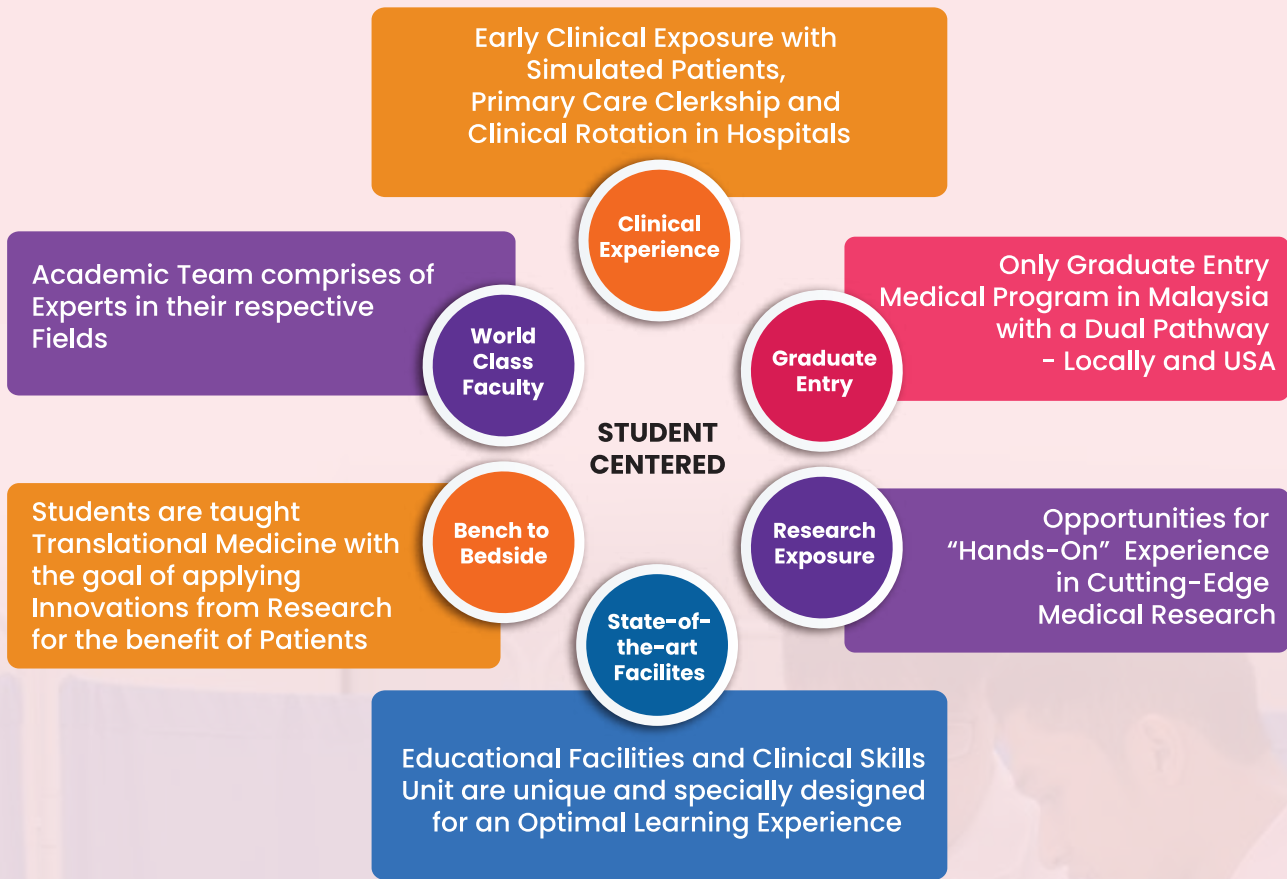 Early Clinical Exposure with
Simulated Patients,
Primary Care Clerkship and
Clinical Rotation in Hospitals
Clinical
Experience
Academic Team comprises of
Experts in their respective
Fields
World
Class
Faculty
Only Graduate Entry
Medical Program in Malaysia
with a Dual Pathway
- Locally and USA
Graduate
Entry
STUDENT
CENTERED
Students are taught
Translational Medicine with
the goal of applying
Innovations from Research
for the benefit of Patients
Bench to
Bedside
Research
Exposure
Opportunities for
“Hands-On” Experience
in Cutting-Edge
Medical Research
State-of-
the-art
Facilites
Educational Facilities and Clinical Skills
Unit are unique and specially designed
for an Optimal Learning Experience